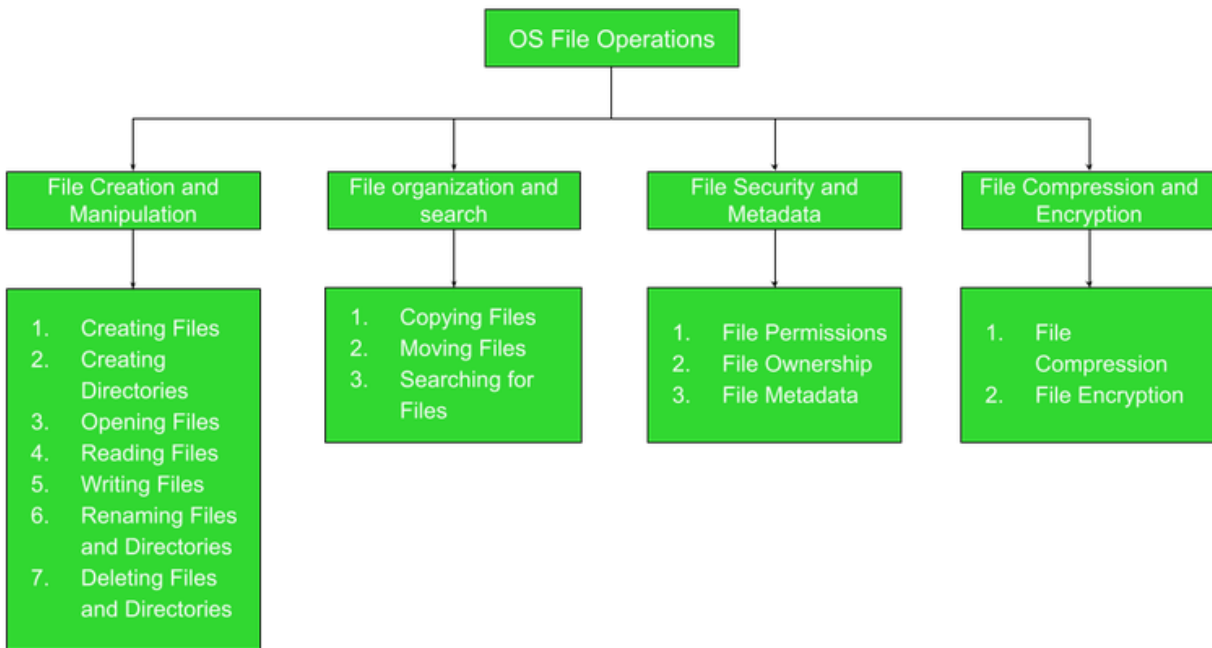 OS File Operations
File Creation and
Manipulation
File organization and
search
File Security and
Metadata
File Compression and
Encryption
1. Creating Files
2. Creating
Directories
3. Opening Files
4. Reading Files
5. Writing Files
6. Renaming Files
and Directories
7. Deleting Files
and Directories
1. Copying Files
2. Moving Files
3. Searching for
Files
1. File Permissions
2. File Ownership
3. File Metadata
1. File
Compression
2. File Encryption